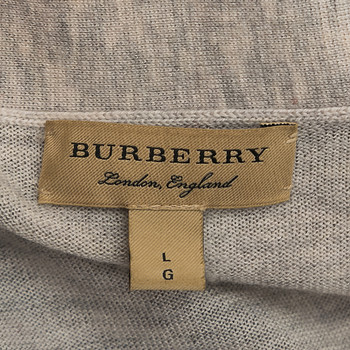 BURBERRY
London, England
L
G